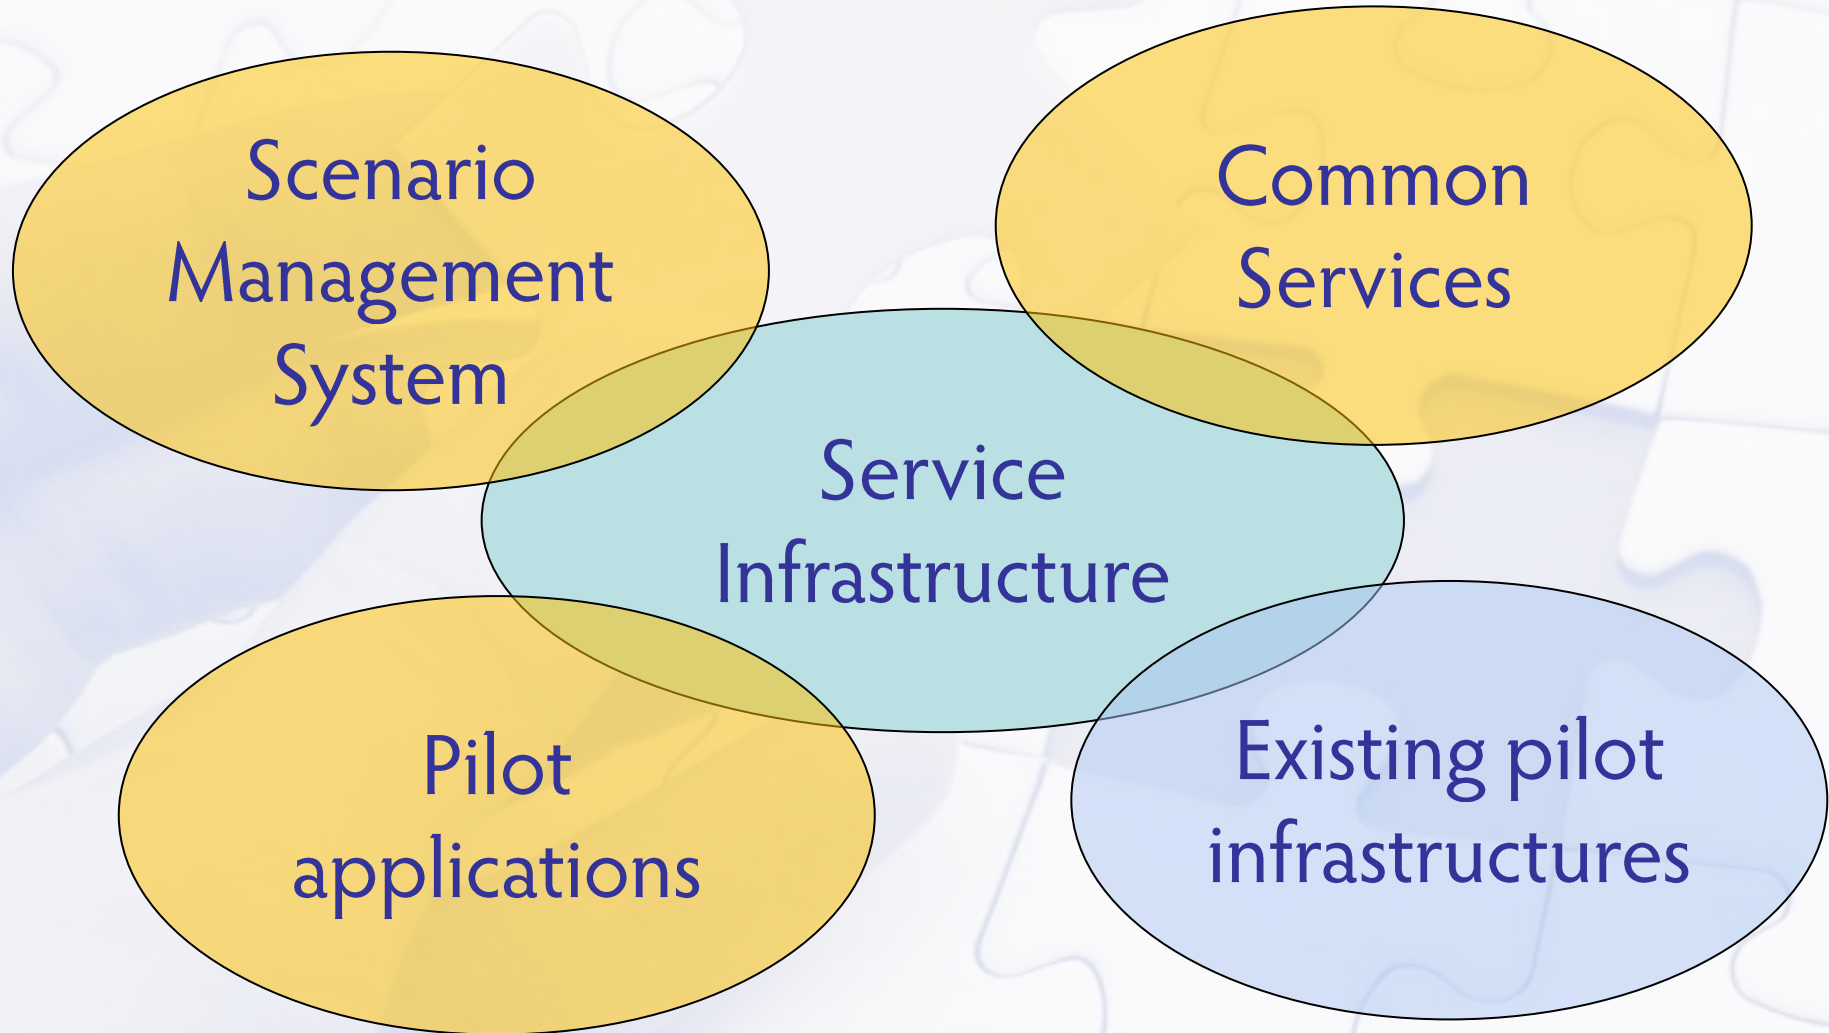 Scenario
Management
System
Common
Services
Service
Infrastructure
Pilot
applications
Existing pilot
infrastructures